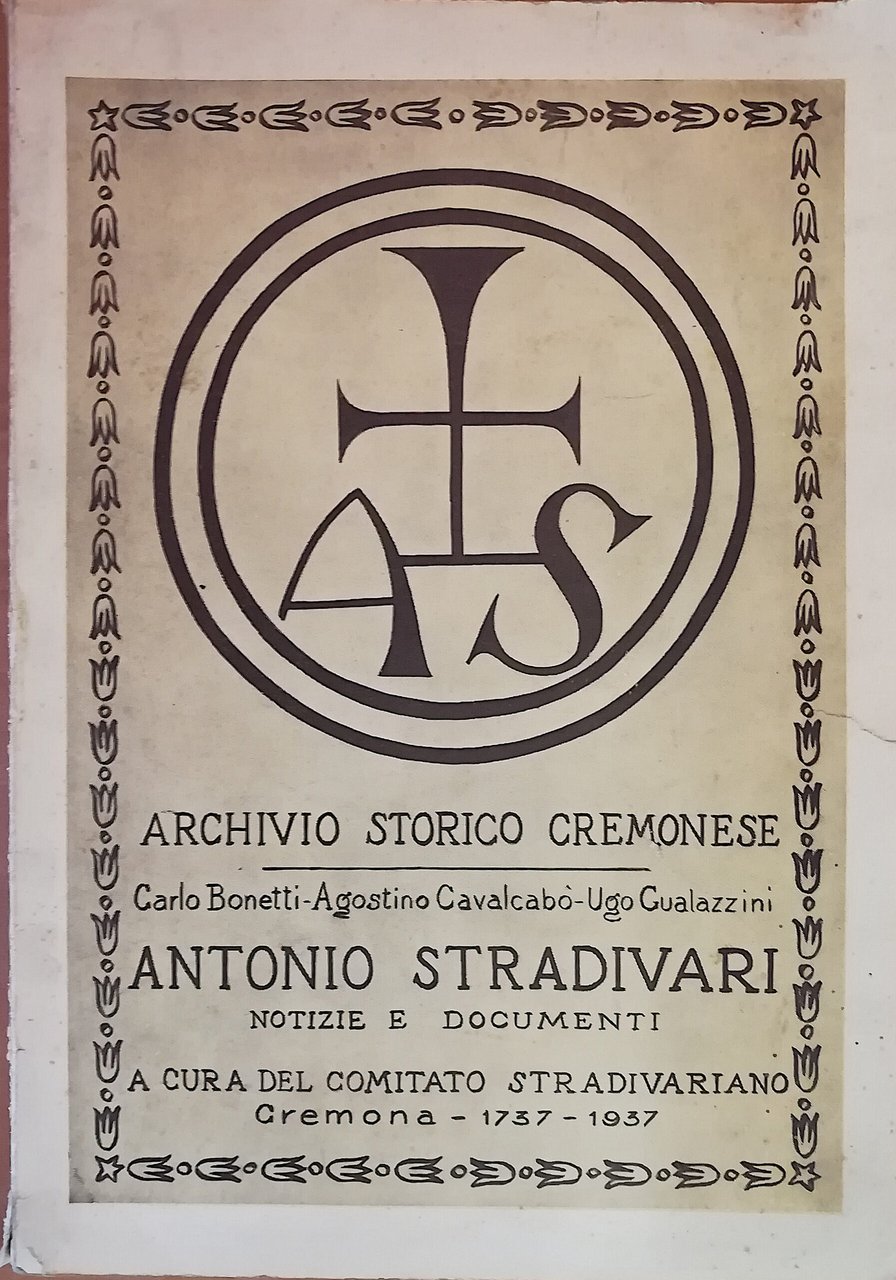 AS
ARCHIVIO STORICO CREMONESE
Carlo Bonetti-Agostino Cavalcabò-Ugo Gualazzini
ANTONIO STRADIVARI
NOTIZIE E DOCUMENTI
A CURA DEL COMITATO STRADIVARIANO
Cremona - 1737 - 1937